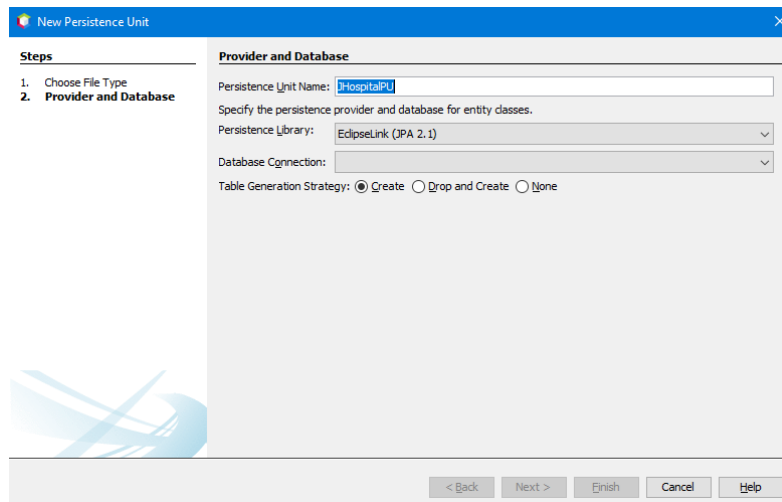 New Persistence Unit
Steps
1. Choose File Type
2. Provider and Database
Provider and Database
Persistence Unit Name: JHospitalPU
Specify the persistence provider and database for entity classes.
Persistence Library: EclipseLink (JPA 2.1)
Database Connection:
Table Generation Strategy: Create Drop and Create None
< Back Next > Finish Cancel Help